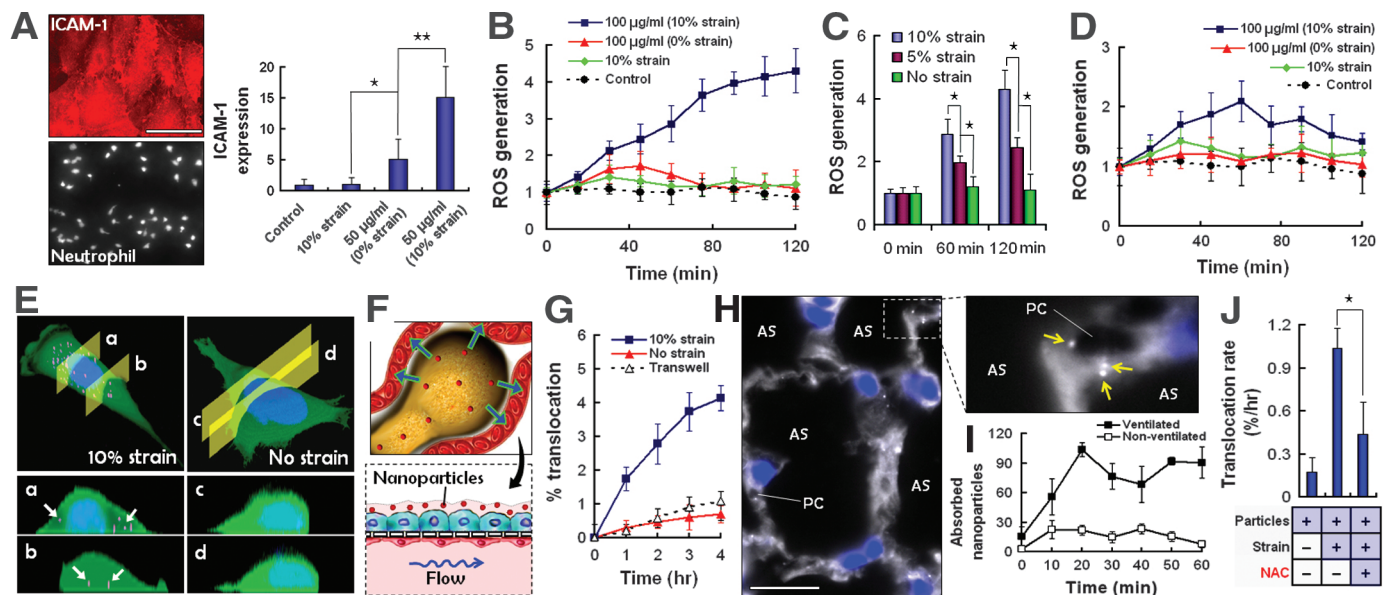 A
ICAM-1
Neutrophil
ICAM-1
expression
20
15
10
5
0
*
**
Control
10% strain
50 µg/ml
(0% strain)
50 µg/ml
(10% strain)
B
100 µg/ml (10% strain)
100 µg/ml (0% strain)
10% strain
Control
ROS generation
5
4
3
2
1
0
0 40 80 120
Time (min)
C
10% strain
5% strain
No strain
ROS generation
6
4
2
0
* *
* *
0 min 60 min 120 min
D
100 µg/ml (10% strain)
100 µg/ml (0% strain)
10% strain
Control
ROS generation
3
2
1
0
0 40 80 120
Time (min)
E
a
b
10% strain
d
c
No strain
a
c
b
d
F
Nanoparticles
Flow
G
10% strain
No strain
Transwell
% translocation
6
5
4
3
2
1
0
0 1 2 3 4
Time (hr)
H
AS
AS
AS
AS
PC
PC
AS
AS
I
Ventilated
Non-ventilated
Absorbed
nanoparticles
120
90
60
30
0
0 10 20 30 40 50 60
Time (min)
J
*
Translocation rate
(%/hr)
1.2
0.9
0.6
0.3
0
Particles + + +
Strain – + +
NAC – – +